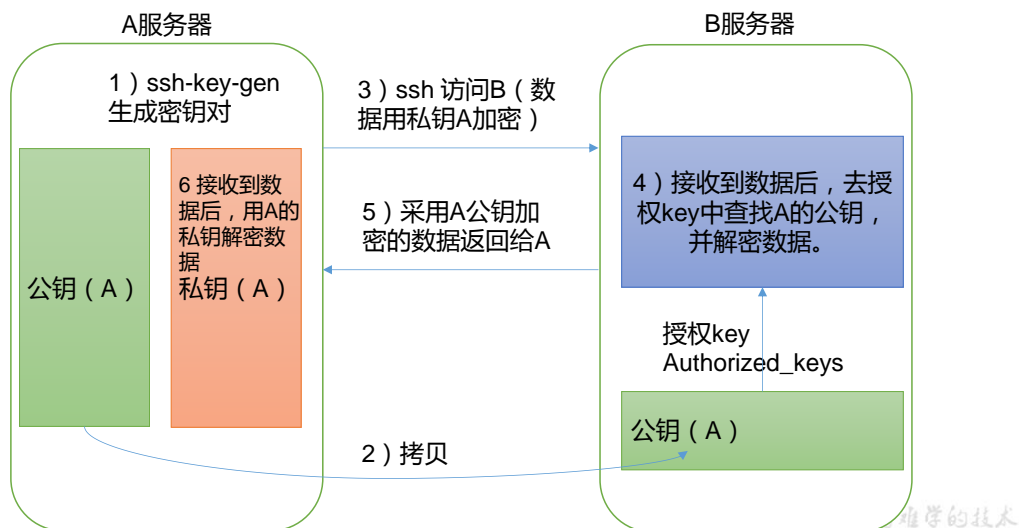 A服务器
B服务器
1）ssh-key-gen
生成密钥对
3）ssh 访问B（数
据用私钥A加密）
6 接收到数
据后，用A的
私钥解密数
据
私钥（A）
公钥（A）
5）采用A公钥加
密的数据返回给A
4）接收到数据后，去授
权key中查找A的公钥，
并解密数据。
授权key
Authorized_keys
公钥（A）
2）拷贝
难学的技术